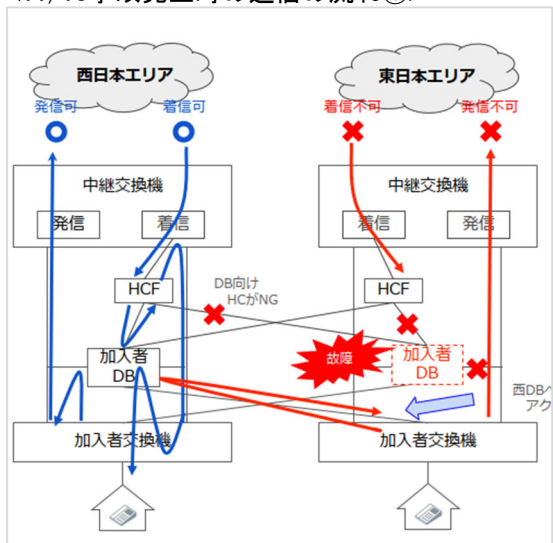 西日本エリア
東日本エリア
発信可
着信可
着信不可
発信不可
中継交換機
中継交換機
発信
着信
着信
発信
DB向け
HCがNG
HCF
HCF
故障
加入者
DB
加入者
DB
西DBへ
アク
加入者交換機
加入者交換機